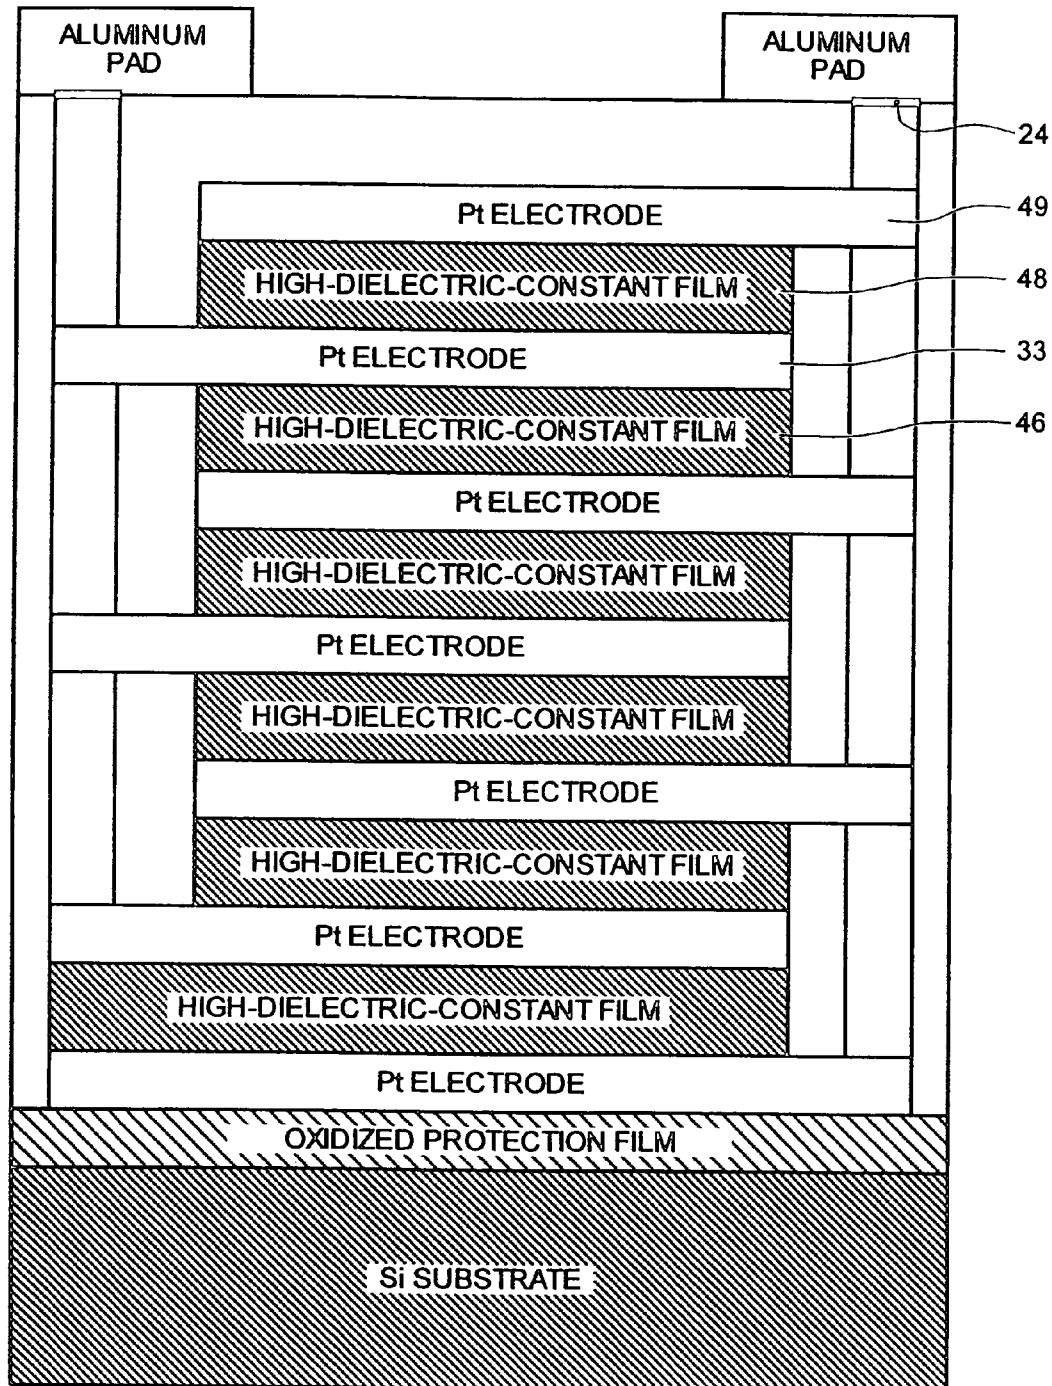 ALUMINUM
PAD
ALUMINUM
PAD
24
Pt ELECTRODE
49
HIGH-DIELECTRIC-CONSTANT FILM
48
Pt ELECTRODE
33
HIGH-DIELECTRIC-CONSTANT FILM
46
Pt ELECTRODE
HIGH-DIELECTRIC-CONSTANT FILM
Pt ELECTRODE
HIGH-DIELECTRIC-CONSTANT FILM
Pt ELECTRODE
HIGH-DIELECTRIC-CONSTANT FILM
Pt ELECTRODE
HIGH-DIELECTRIC-CONSTANT FILM
Pt ELECTRODE
OXIDIZED PROTECTION FILM
Si SUBSTRATE